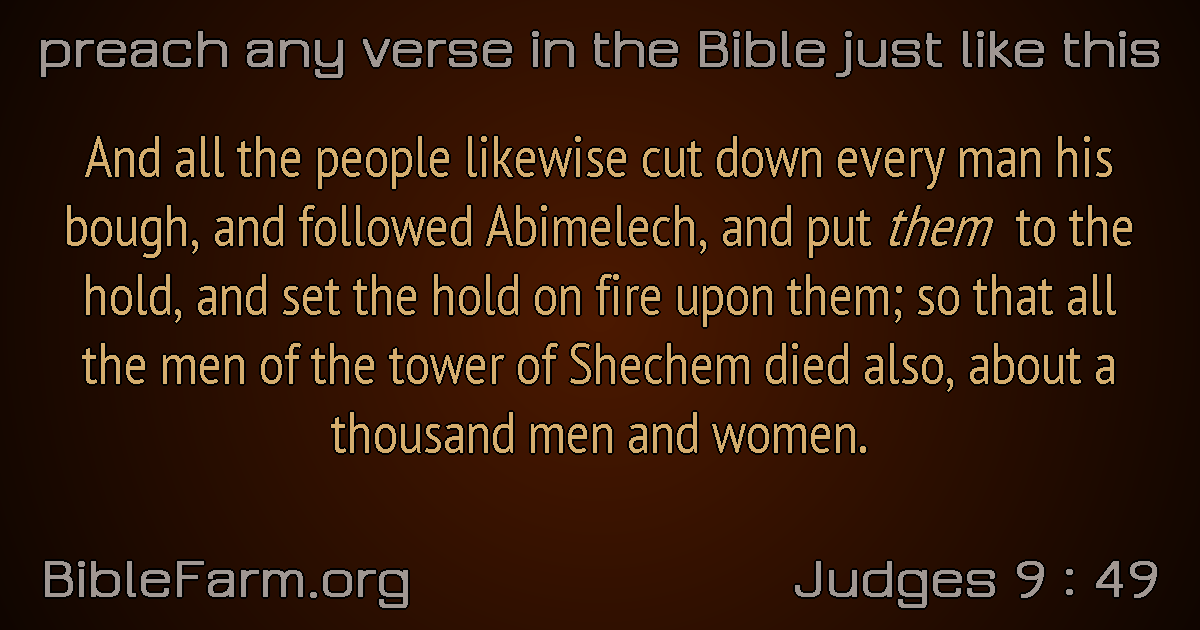 preach any verse in the Bible just like this
And all the people likewise cut down every man his
bough, and followed Abimelech, and put them to the
hold, and set the hold on fire upon them; so that all
the men of the tower of Shechem died also, about a
thousand men and women.
BibleFarm.org
Judges 9 : 49